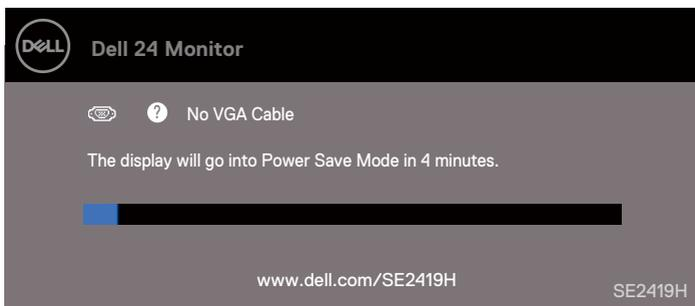 DELL
Dell 24 Monitor
? No VGA Cable
The display will go into Power Save Mode in 4 minutes.
www.dell.com/SE2419H
SE2419H